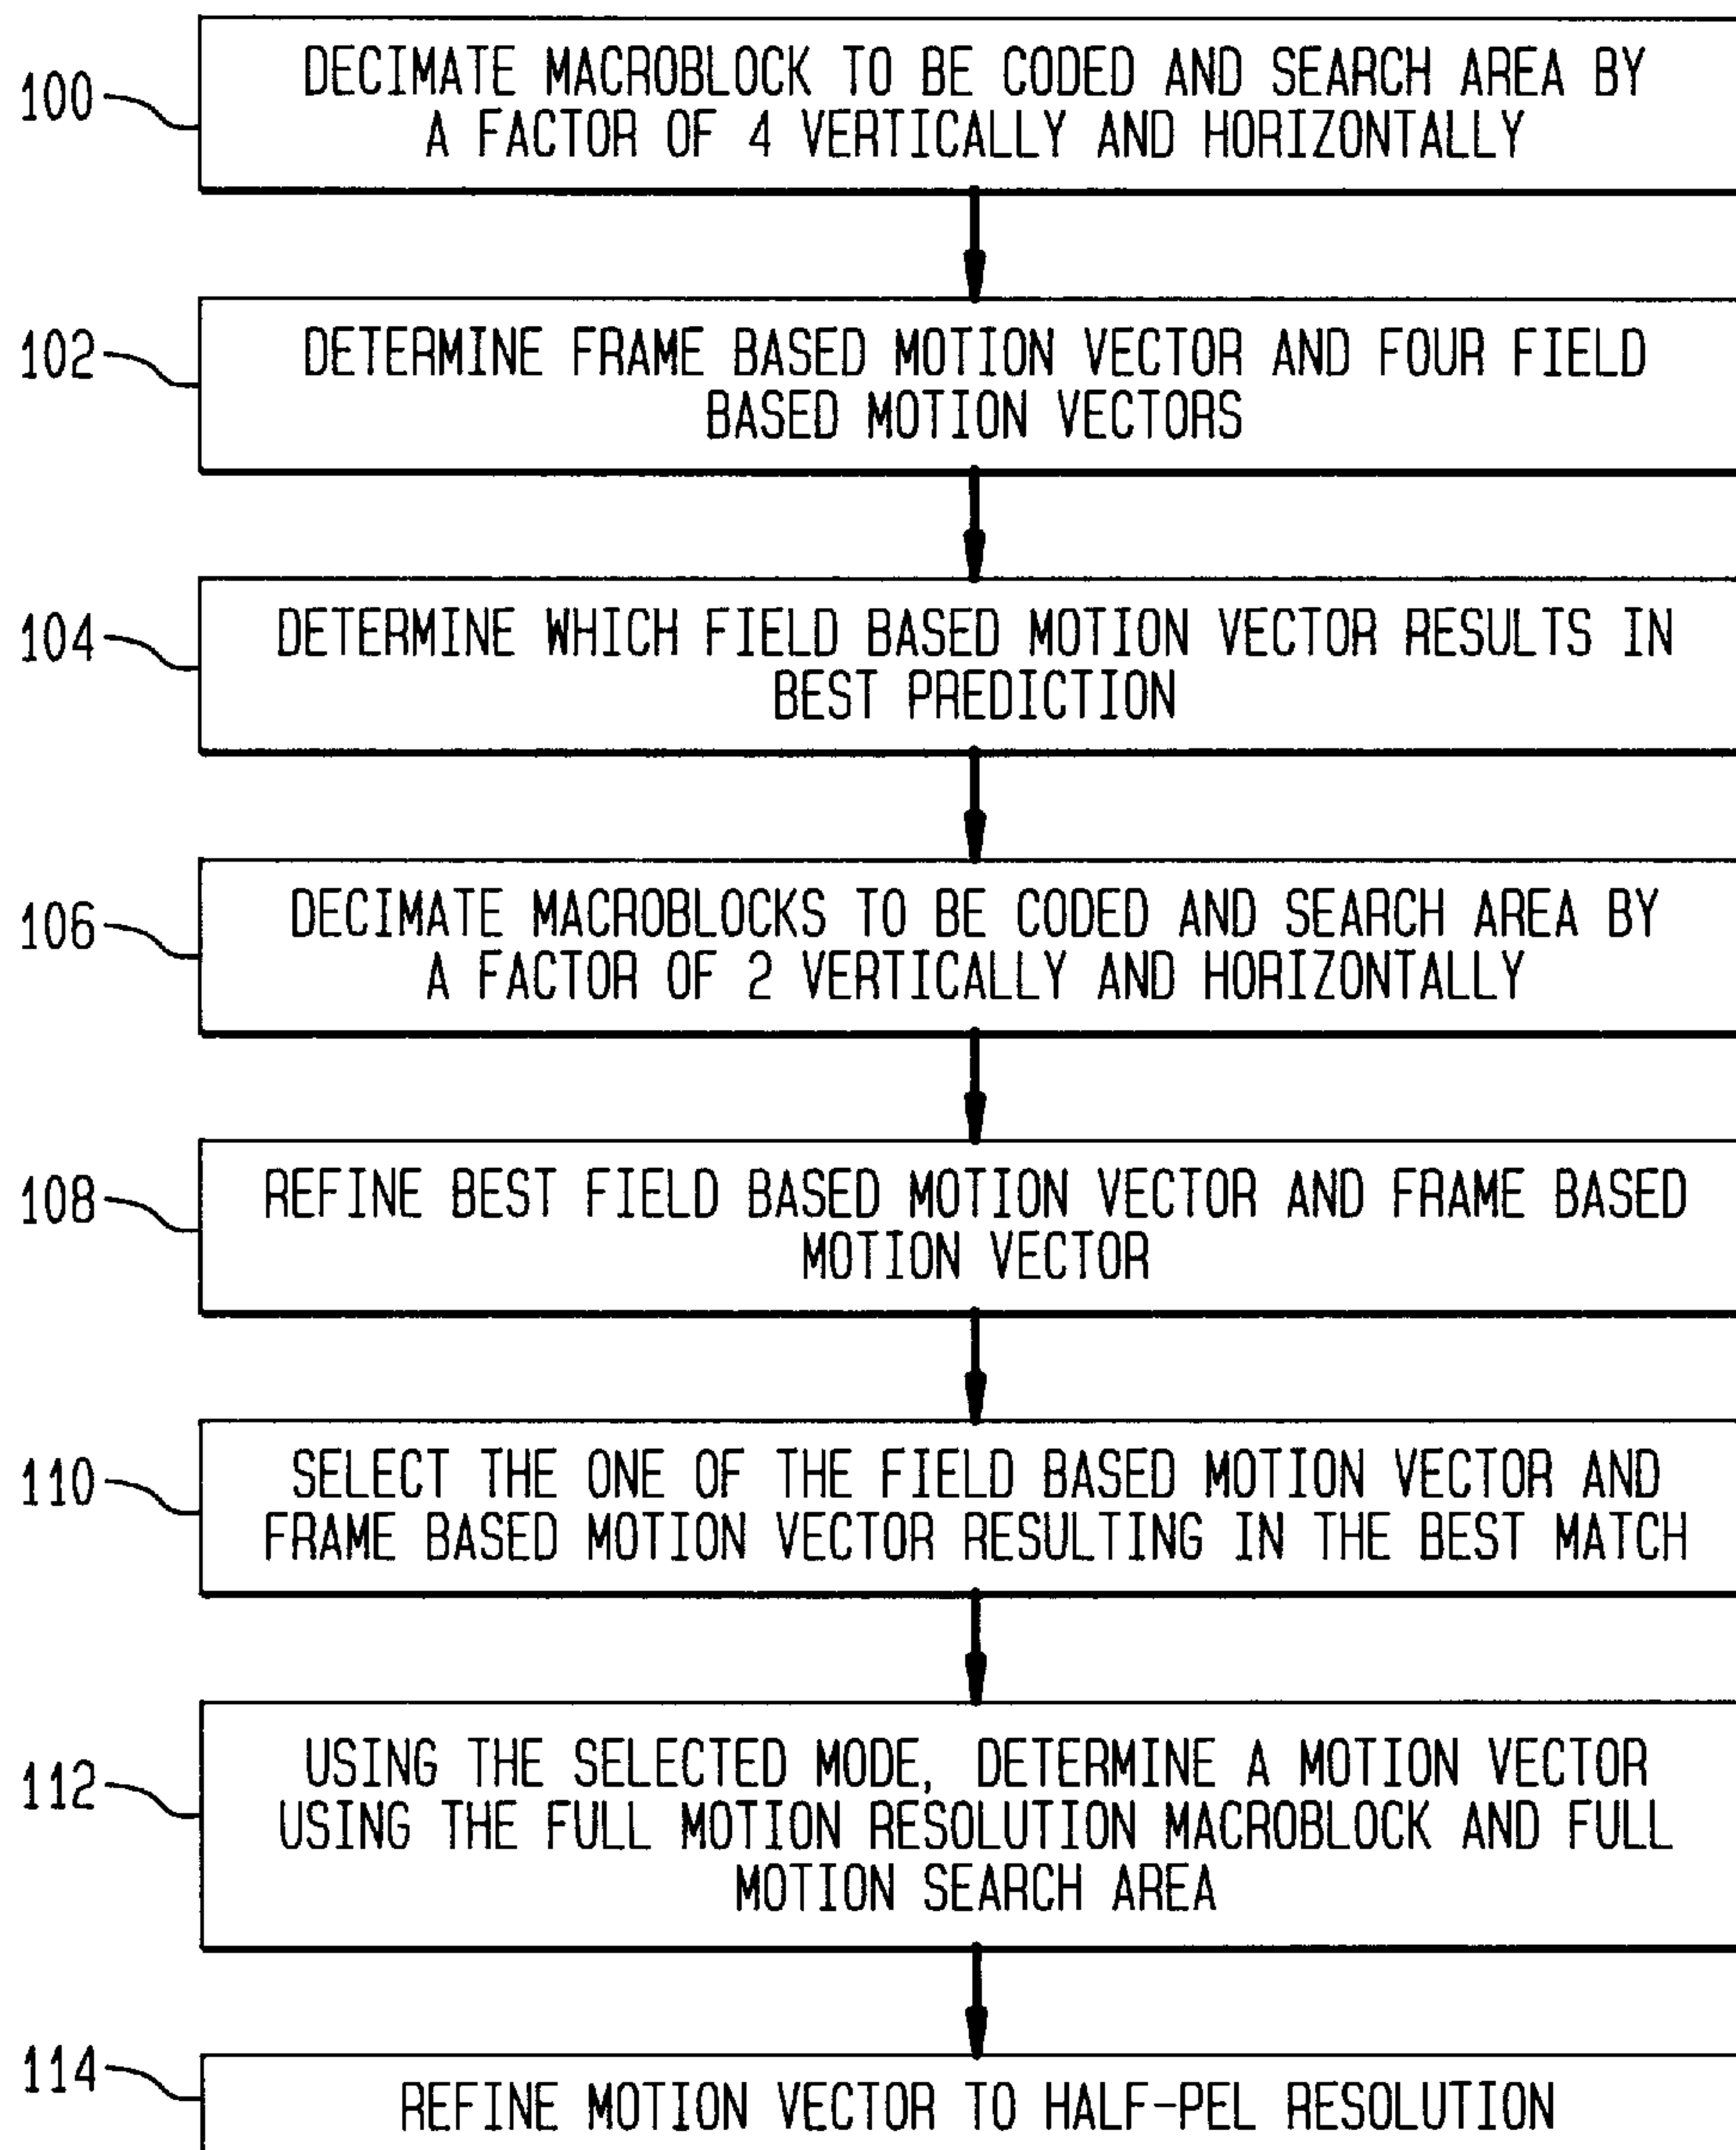 100
DECIMATE MACROBLOCK TO BE CODED AND SEARCH AREA BY
A FACTOR OF 4 VERTICALLY AND HORIZONTALLY
102
DETERMINE FRAME BASED MOTION VECTOR AND FOUR FIELD
BASED MOTION VECTORS
104
DETERMINE WHICH FIELD BASED MOTION VECTOR RESULTS IN
BEST PREDICTION
106
DECIMATE MACROBLOCKS TO BE CODED AND SEARCH AREA BY
A FACTOR OF 2 VERTICALLY AND HORIZONTALLY
108
REFINE BEST FIELD BASED MOTION VECTOR AND FRAME BASED
MOTION VECTOR
110
SELECT THE ONE OF THE FIELD BASED MOTION VECTOR AND
FRAME BASED MOTION VECTOR RESULTING IN THE BEST MATCH
112
USING THE SELECTED MODE, DETERMINE A MOTION VECTOR
USING THE FULL MOTION RESOLUTION MACROBLOCK AND FULL
MOTION SEARCH AREA
114
REFINE MOTION VECTOR TO HALF-PEL RESOLUTION